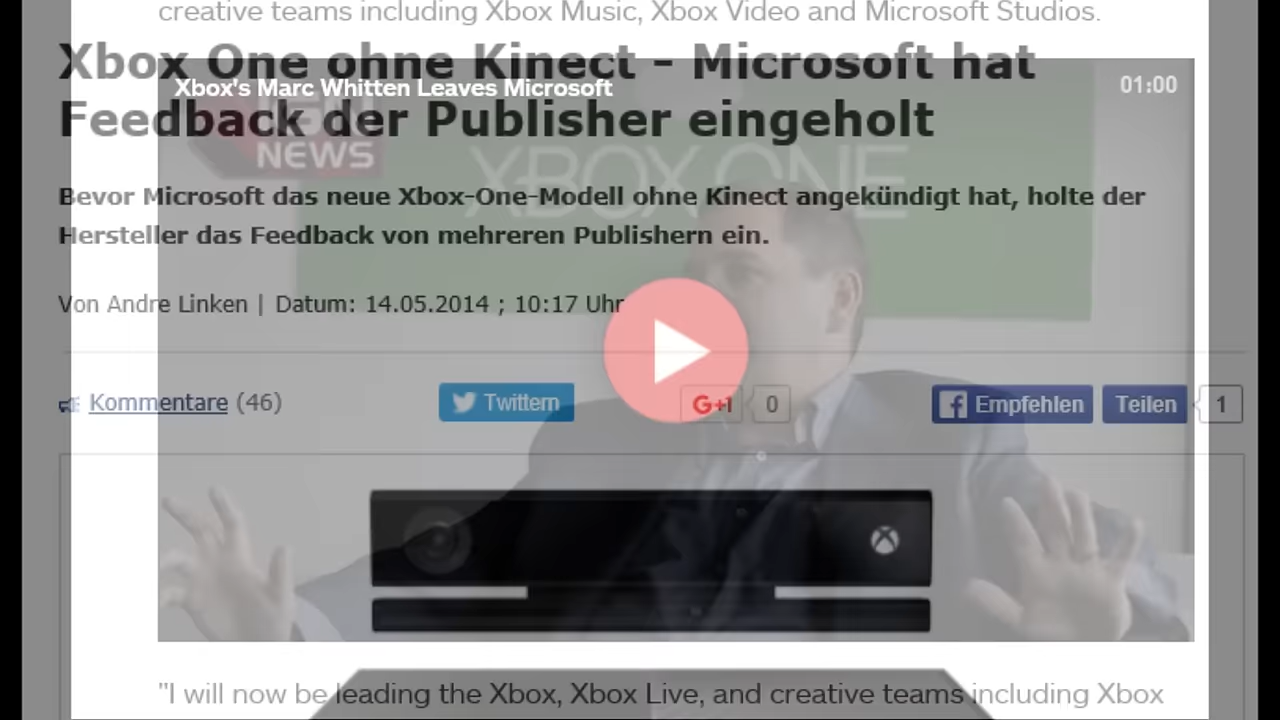 creative teams including Xbox Music, Xbox Video and Microsoft Studios.
Xbox One ohne Kinect - Microsoft hat
Xbox's Marc Whitten Leaves Microsoft
01:00
Feedback der Publisher eingeholt
IGN
NEWS
XBOX ONE
Bevor Microsoft das neue Xbox-One-Modell ohne Kinect angekündigt hat, holte der
Hersteller das Feedback von mehreren Publishern ein.
Von Andre Linken | Datum: 14.05.2014 ; 10:17 Uhr
Kommentare (46)
Twittern
G+1
0
Empfehlen
Teilen
1
"I will now be leading the Xbox, Xbox Live, and creative teams including Xbox